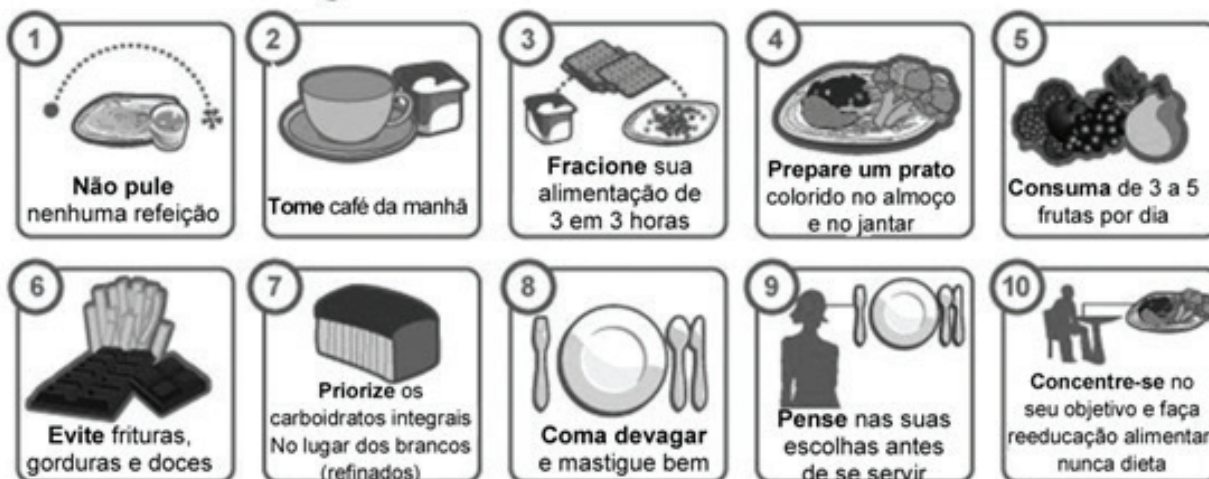 1
Não pule
nenhuma refeição
2
Tome café da manhã
3
Fracione sua
alimentação de
3 em 3 horas
4
Prepare um prato
colorido no almoço
e no jantar
5
Consuma de 3 a 5
frutas por dia
6
Evite frituras,
gorduras e doces
7
Priorize os
carboidratos integrais
No lugar dos brancos
(refinados)
8
Coma devagar
e mastigue bem
9
Pense nas suas
escolhas antes
de se servir
10
Concentre-se no
seu objetivo e faça
reeducação alimentar
nunca dieta